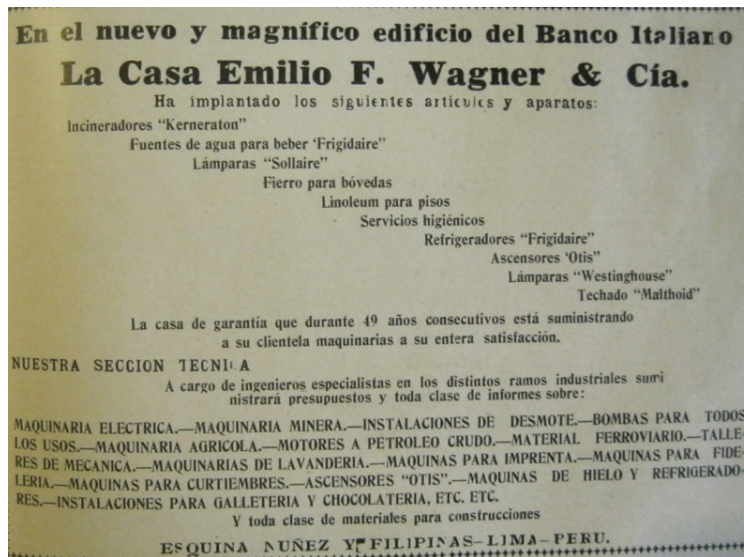 En el nuevo y magnífico edificio del Banco Italiano
La Casa Emilio F. Wagner & Cía.
Ha implantado los siguientes artículos y aparatos:
Incineradores “Kerneraton”
Fuentes de agua para beber ‘Frigidaire”
Lámparas “Sollaire”
Fierro para bóvedas
Linoleum para pisos
Servicios higiénicos
Refrigeradores “Frigidaire”
Ascensores ‘Otis”
Lámparas “Westinghouse”
Techado “Malthoid”
La casa de garantía que durante 49 años consecutivos está suministrando
a su clientela maquinarias a su entera satisfacción.
NUESTRA SECCION TECNICA
A cargo de ingenieros especialistas en los distintos ramos industriales sumi
nistrará presupuestos y toda clase de informes sobre:
MAQUINARIA ELECTRICA.—MAQUINARIA MINERA.—INSTALACIONES DE DESMOTE.—BOMBAS PARA TODOS
LOS USOS.—MAQUINARIA AGRICOLA.—MOTORES A PETROLEO CRUDO.—MATERIAL FERROVIARIO.—TALLE-
RES DE MECANICA.—MAQUINARIAS DE LAVANDERIA.—MAQUINAS PARA IMPRENTA.—MAQUINAS PARA FIDE-
LERIA.—MAQUINAS PARA CURTIEMBRES.—ASCENSORES “OTIS”.—MAQUINAS DE HIELO Y REFRIGERADO-
RES.—INSTALACIONES PARA GALLETERIA Y CHOCOLATERIA, ETC. ETC.
Y toda clase de materiales para construcciones
ESQUINA NUÑEZ Y FILIPINAS—LIMA—PERU.